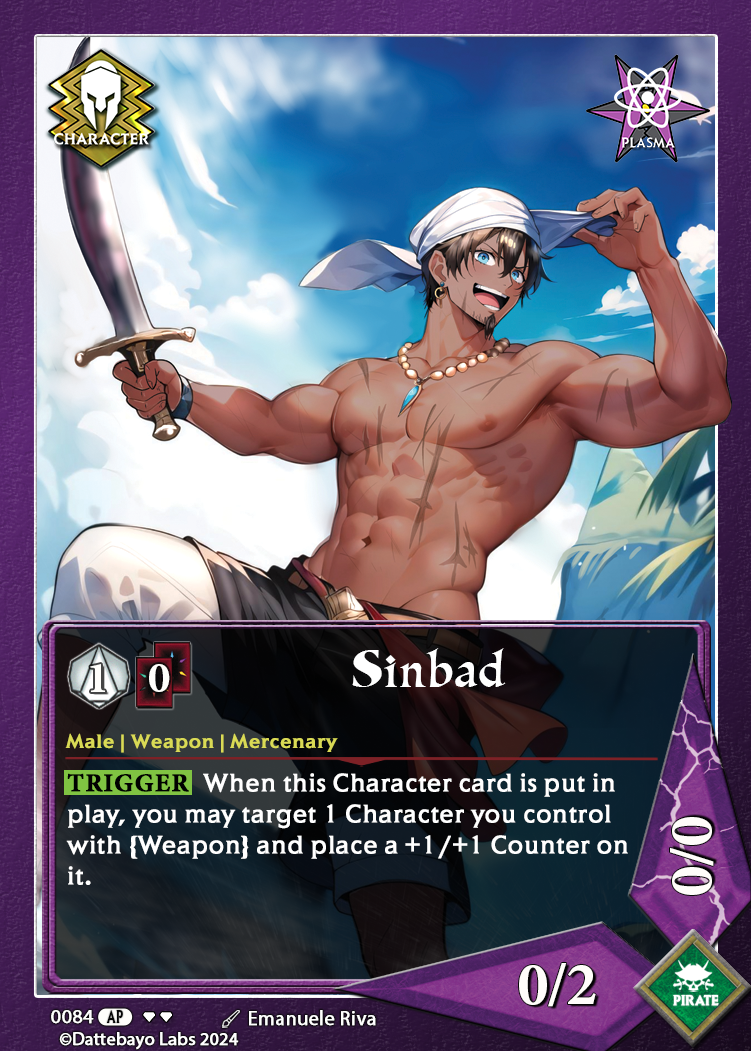 CHARACTER
PLASMA
1 0 Sinbad
Male | Weapon | Mercenary
TRIGGER When this Character card is put in
play, you may target 1 Character you control
with {Weapon} and place a +1/+1 Counter on
it.
0/0
0/2
PIRATE
0084 AP Emanuele Riva
©Dattebayo Labs 2024